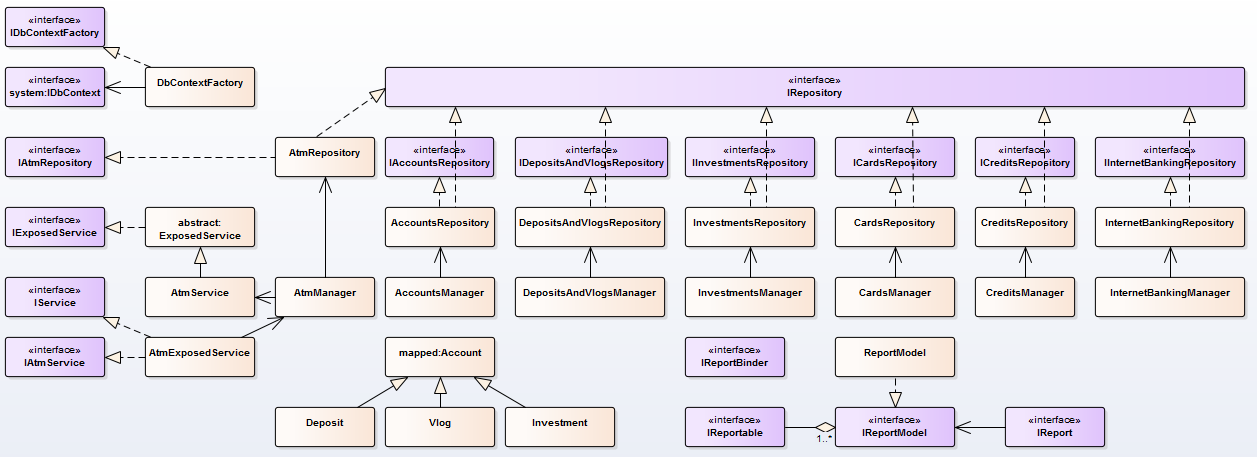 «interface»
IDbContextFactory
«interface»
system:IDbContext
DbContextFactory
«interface»
IRepository
«interface»
IAtmRepository
AtmRepository
«interface»
IAccountsRepository
«interface»
IDepositsAndVlogsRepository
«interface»
IInvestmentsRepository
«interface»
ICardsRepository
«interface»
ICreditsRepository
«interface»
IInternetBankingRepository
«interface»
IExposedService
abstract:
ExposedService
AccountsRepository
DepositsAndVlogsRepository
InvestmentsRepository
CardsRepository
CreditsRepository
InternetBankingRepository
«interface»
IService
AtmService
AtmManager
AccountsManager
DepositsAndVlogsManager
InvestmentsManager
CardsManager
CreditsManager
InternetBankingManager
«interface»
IAtmService
AtmExposedService
mapped:Account
«interface»
IReportBinder
ReportModel
Deposit
Vlog
Investment
«interface»
IReportable
1..*
«interface»
IReportModel
«interface»
IReport